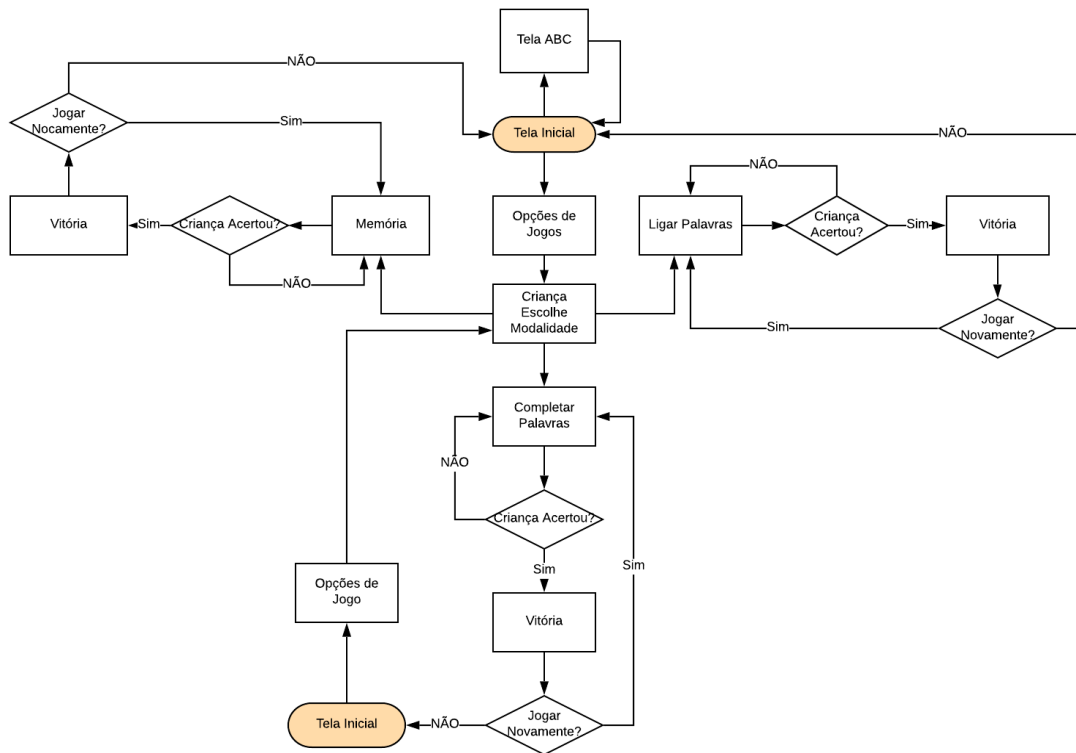 Tela ABC
NÃO
Jogar
Nocamente?
Sim
Tela Inicial
NÃO
NÃO
Vitória
Sim
Criança Acertou?
Memória
Opções de
Jogos
Ligar Palavras
Criança
Acertou?
Sim
Vitória
NÃO
Criança
Escolhe
Modalidade
Sim
Jogar
Novamente?
Completar
Palavras
NÃO
Criança Acertou?
Sim
Sim
Opções de
Jogo
Vitória
Tela Inicial
NÃO
Jogar
Novamente?